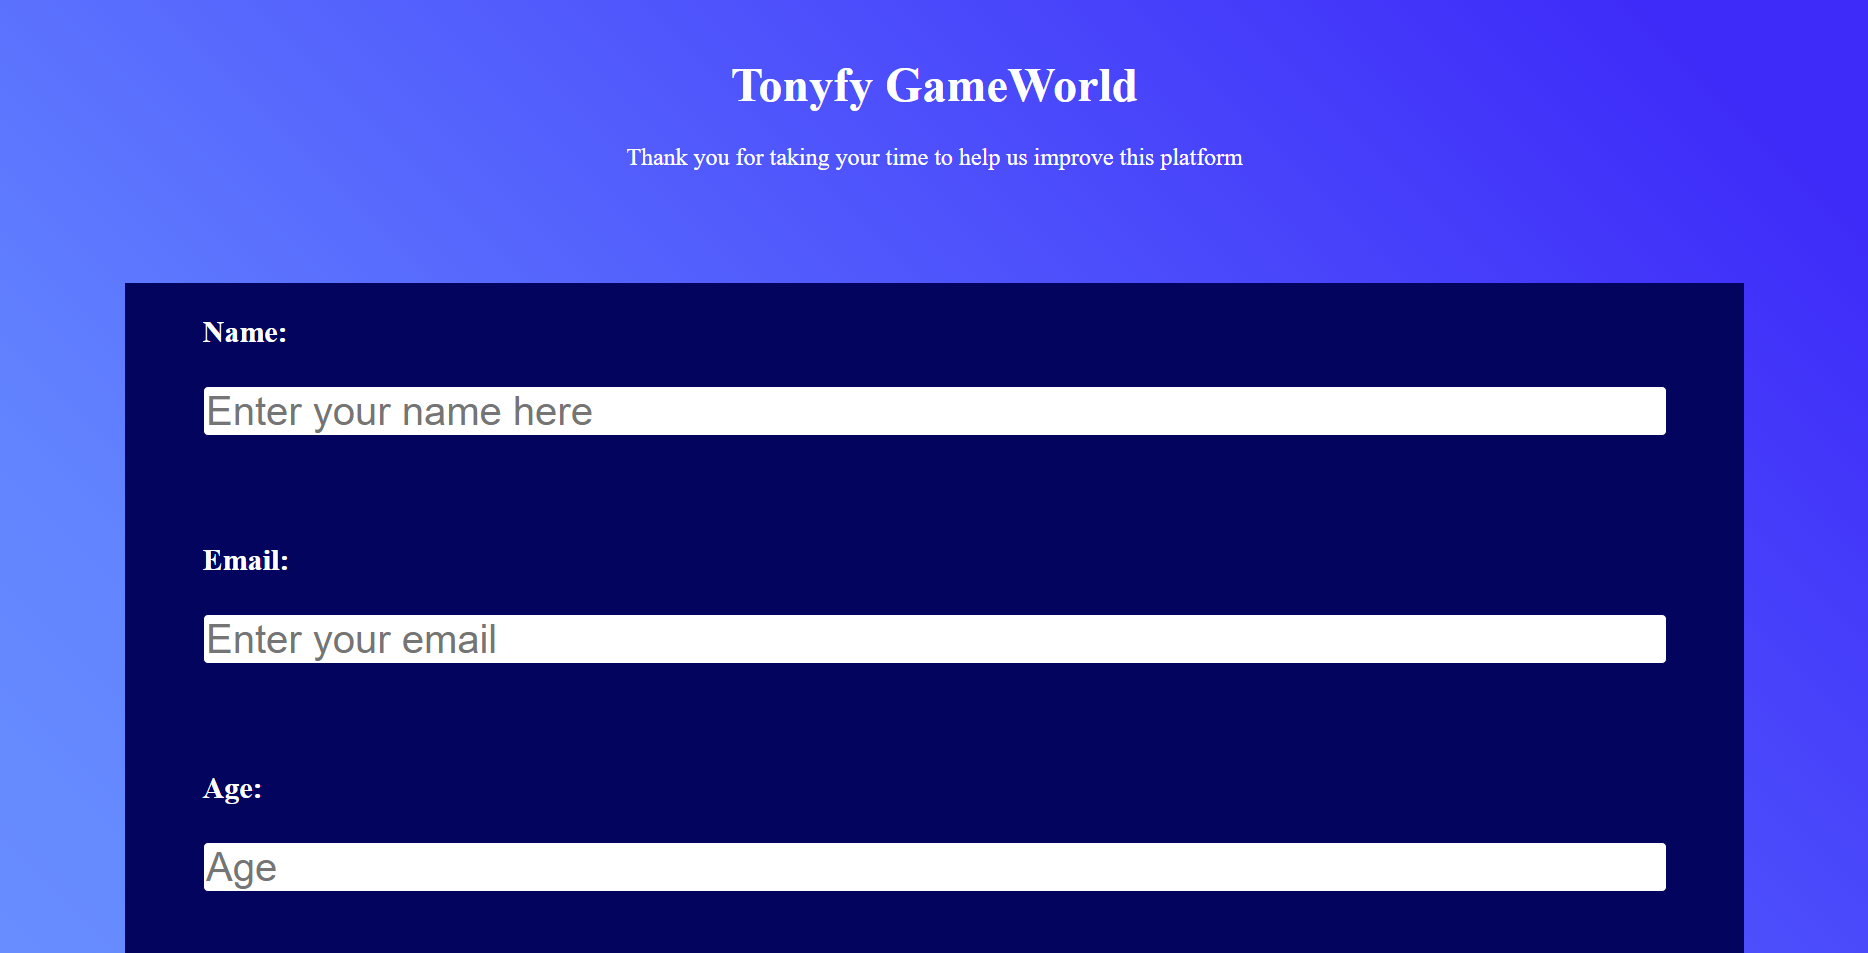 Tonyfy GameWorld
Thank you for taking your time to help us improve this platform
Name:
Enter your name here
Email:
Enter your email
Age:
Age